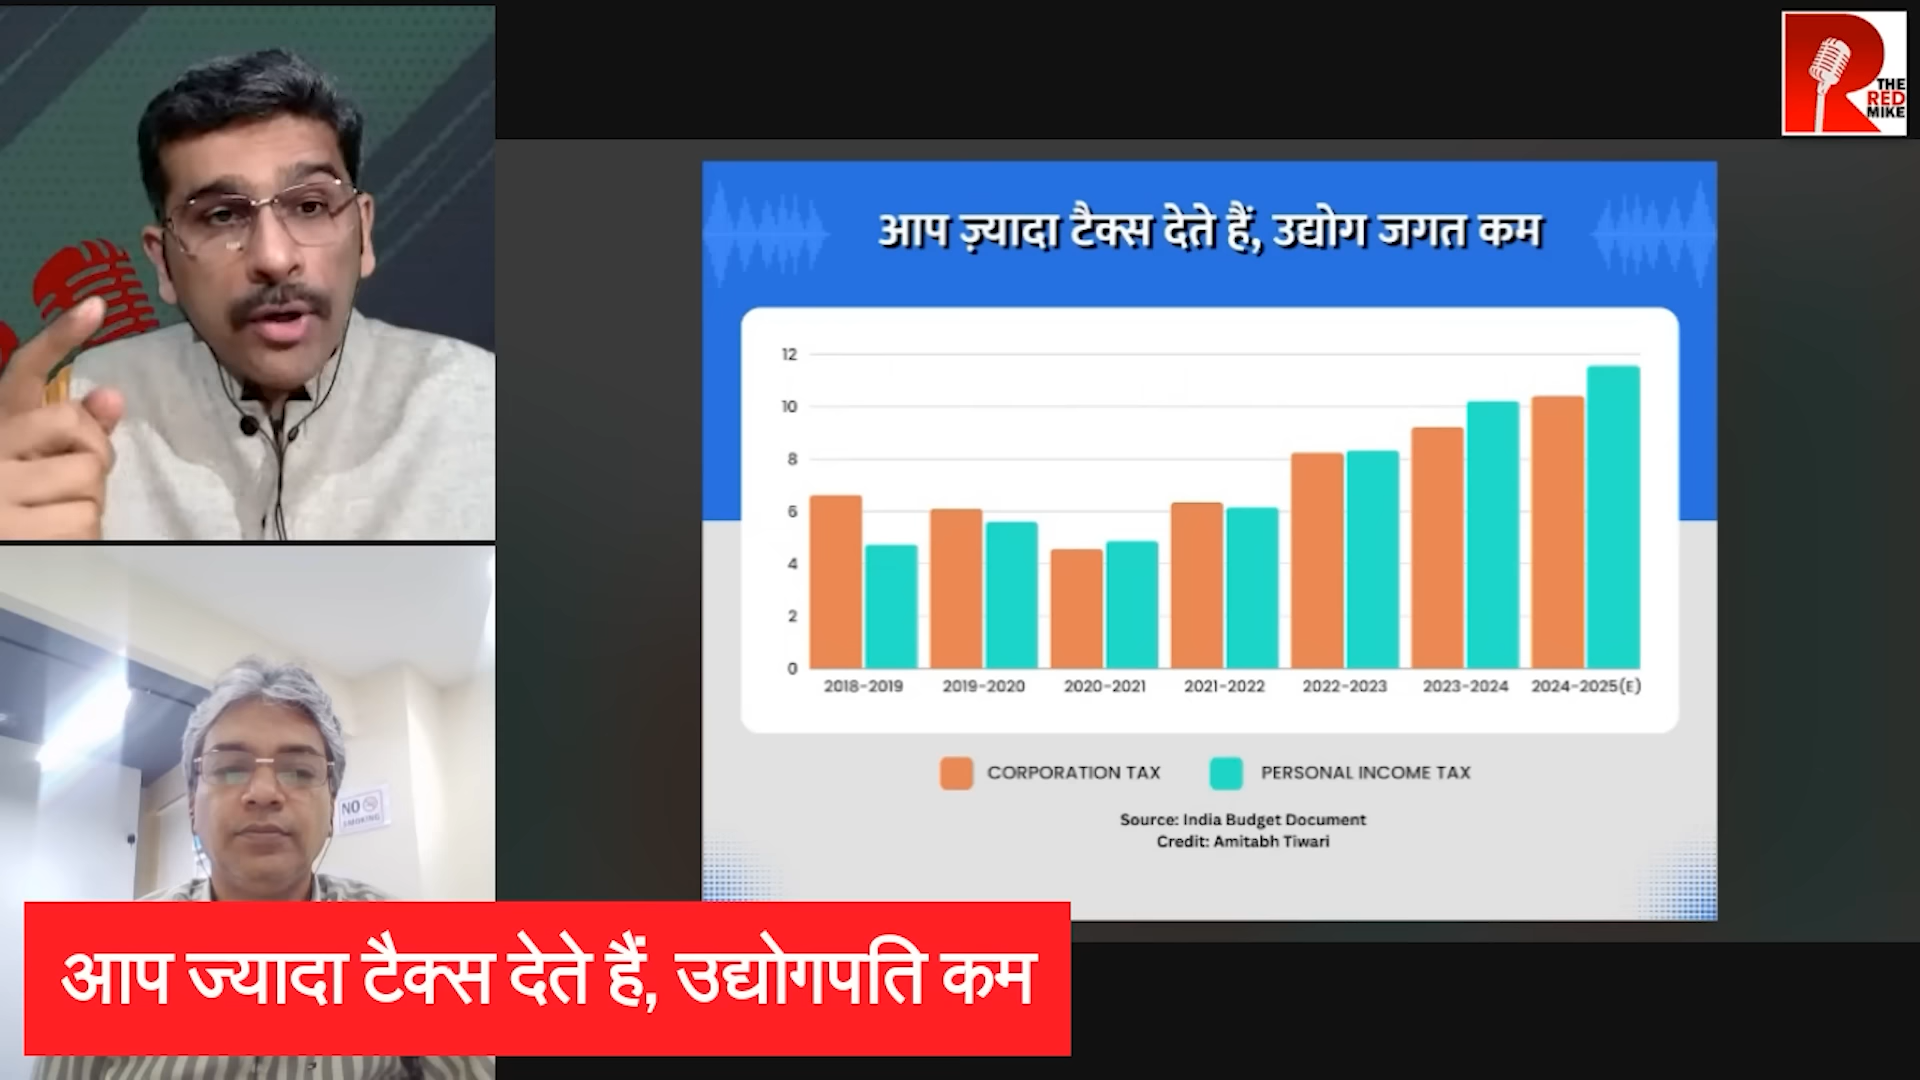 THE
RED
MIKE
आप ज़्यादा टैक्स देते हैं, उद्योग जगत कम
12
10
8
6
4
2
0
2018-2019 2019-2020 2020-2021 2021-2022 2022-2023 2023-2024 2024-2025(E)
CORPORATION TAX PERSONAL INCOME TAX
Source: India Budget Document
Credit: Amitabh Tiwari
NO
SMOKING
आप ज्यादा टैक्स देते हैं, उद्योगपति कम